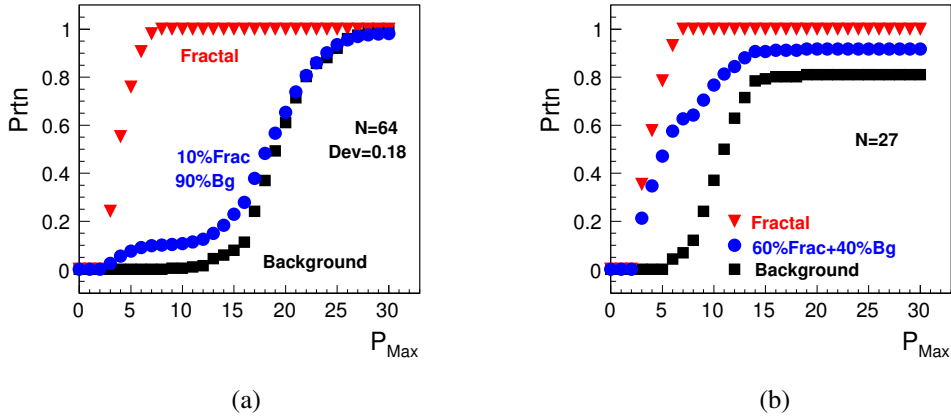 Prtn
1
0.8
0.6
0.4
0.2
0
Fractal
N=64
Dev=0.18
10%Frac
90%Bg
Background
0 5 10 15 20 25 30
P_Max
(a)
Prtn
1
0.8
0.6
0.4
0.2
0
N=27
Fractal
60%Frac+40%Bg
Background
0 5 10 15 20 25 30
P_Max
(b)